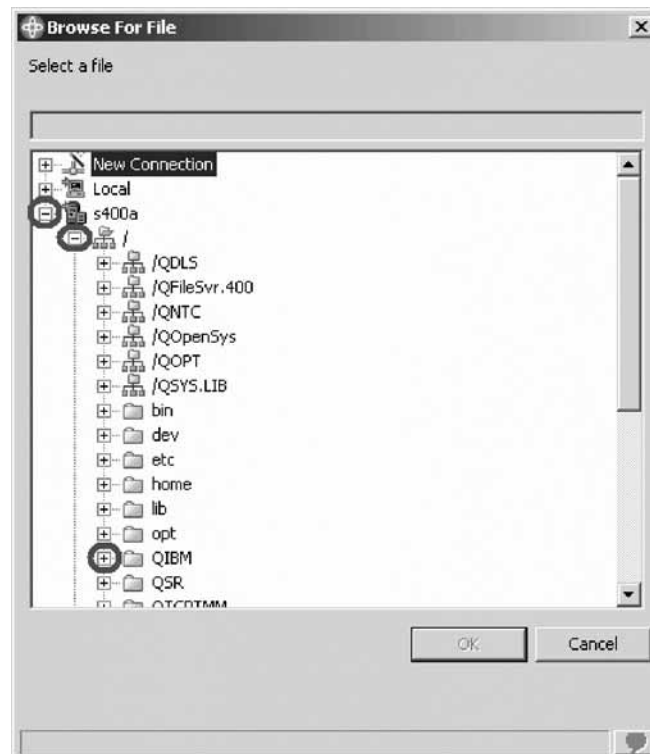 Browse For File
Select a file
New Connection
Local
s400a
/
/QDLS
/QFileSvr.400
/QNTC
/QOpenSys
/QOPT
/QSYS.LIB
bin
dev
etc
home
lib
opt
QIBM
QSR
OK
Cancel